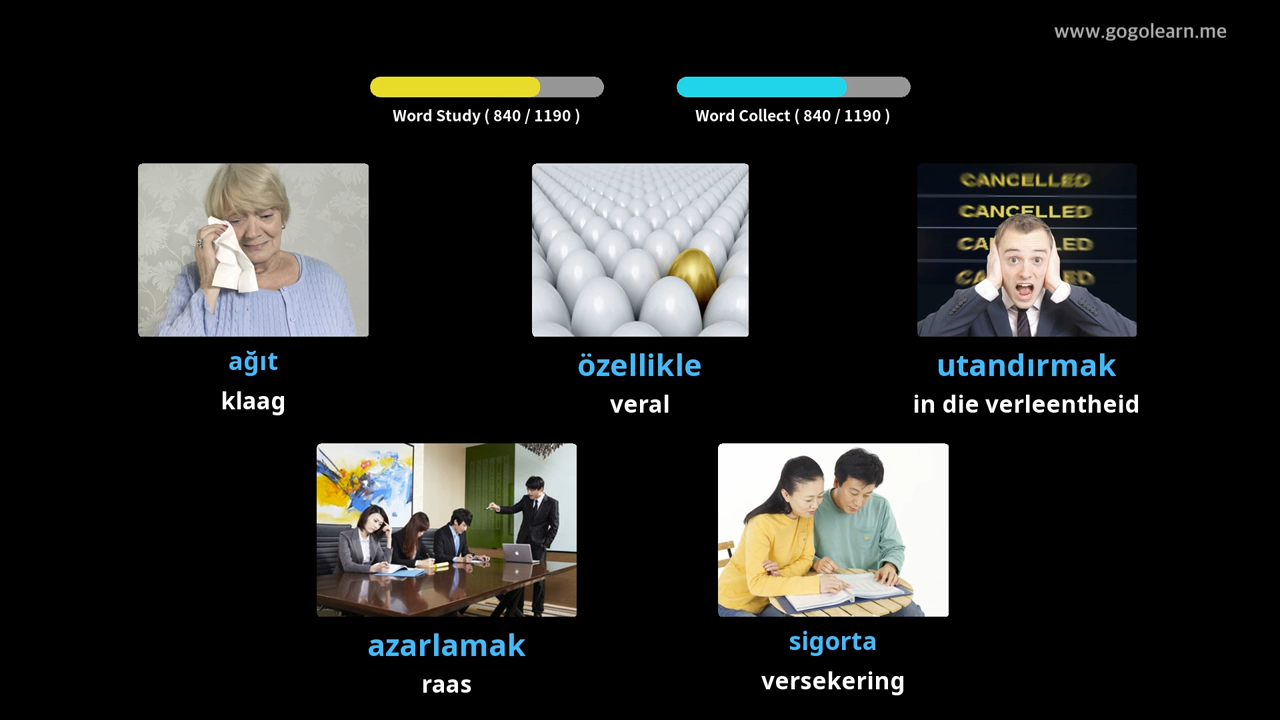 www.gogolearn.me
Word Study ( 840 / 1190 )
Word Collect ( 840 / 1190 )
CANCELLED
CANCELLED
ağıt
klaag
özellikle
veral
utandırmak
in die verleentheid
azarlamak
raas
sigorta
versekering